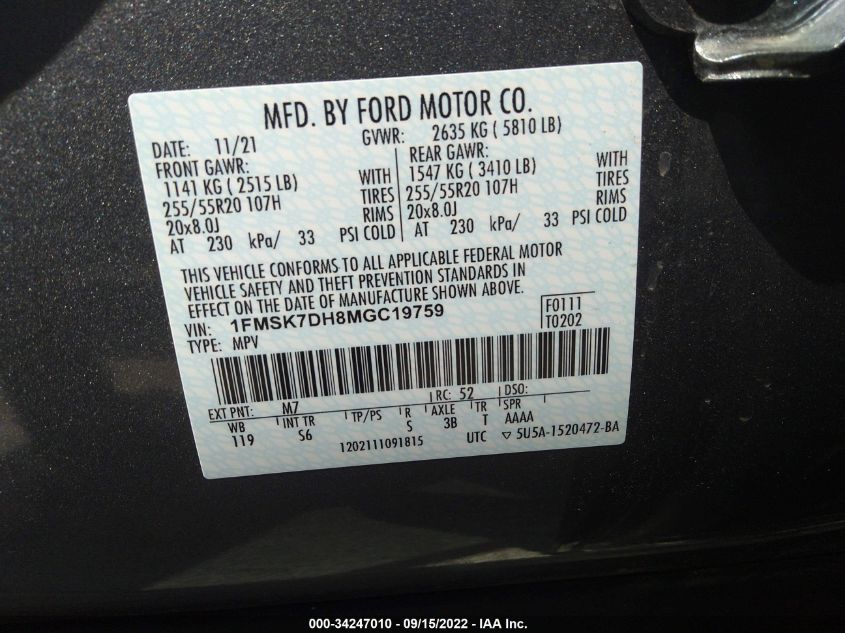 MFD. BY FORD MOTOR CO.
DATE: 11/21 GVWR: 2635 KG ( 5810 LB)
FRONT GAWR: REAR GAWR:
1141 KG ( 2515 LB) WITH 1547 KG ( 3410 LB) WITH
255/55R20 107H TIRES 255/55R20 107H TIRES
20x8.0J RIMS 20x8.0J RIMS
AT 230 kPa/ 33 PSI COLD AT 230 kPa/ 33 PSI COLD
THIS VEHICLE CONFORMS TO ALL APPLICABLE FEDERAL MOTOR
VEHICLE SAFETY AND THEFT PREVENTION STANDARDS IN
EFFECT ON THE DATE OF MANUFACTURE SHOWN ABOVE.
VIN: 1FMSK7DH8MGC19759 F0111
TYPE: MPV T0202
EXT PNT: M7 RC: 52 DSO:
WB INT TR TP/PS R AXLE TR SPR
119 S6 S 3B T AAAA
1202111091815 UTC ▽ 5U5A-1520472-BA
000-34247010 - 09/15/2022 - IAA Inc.